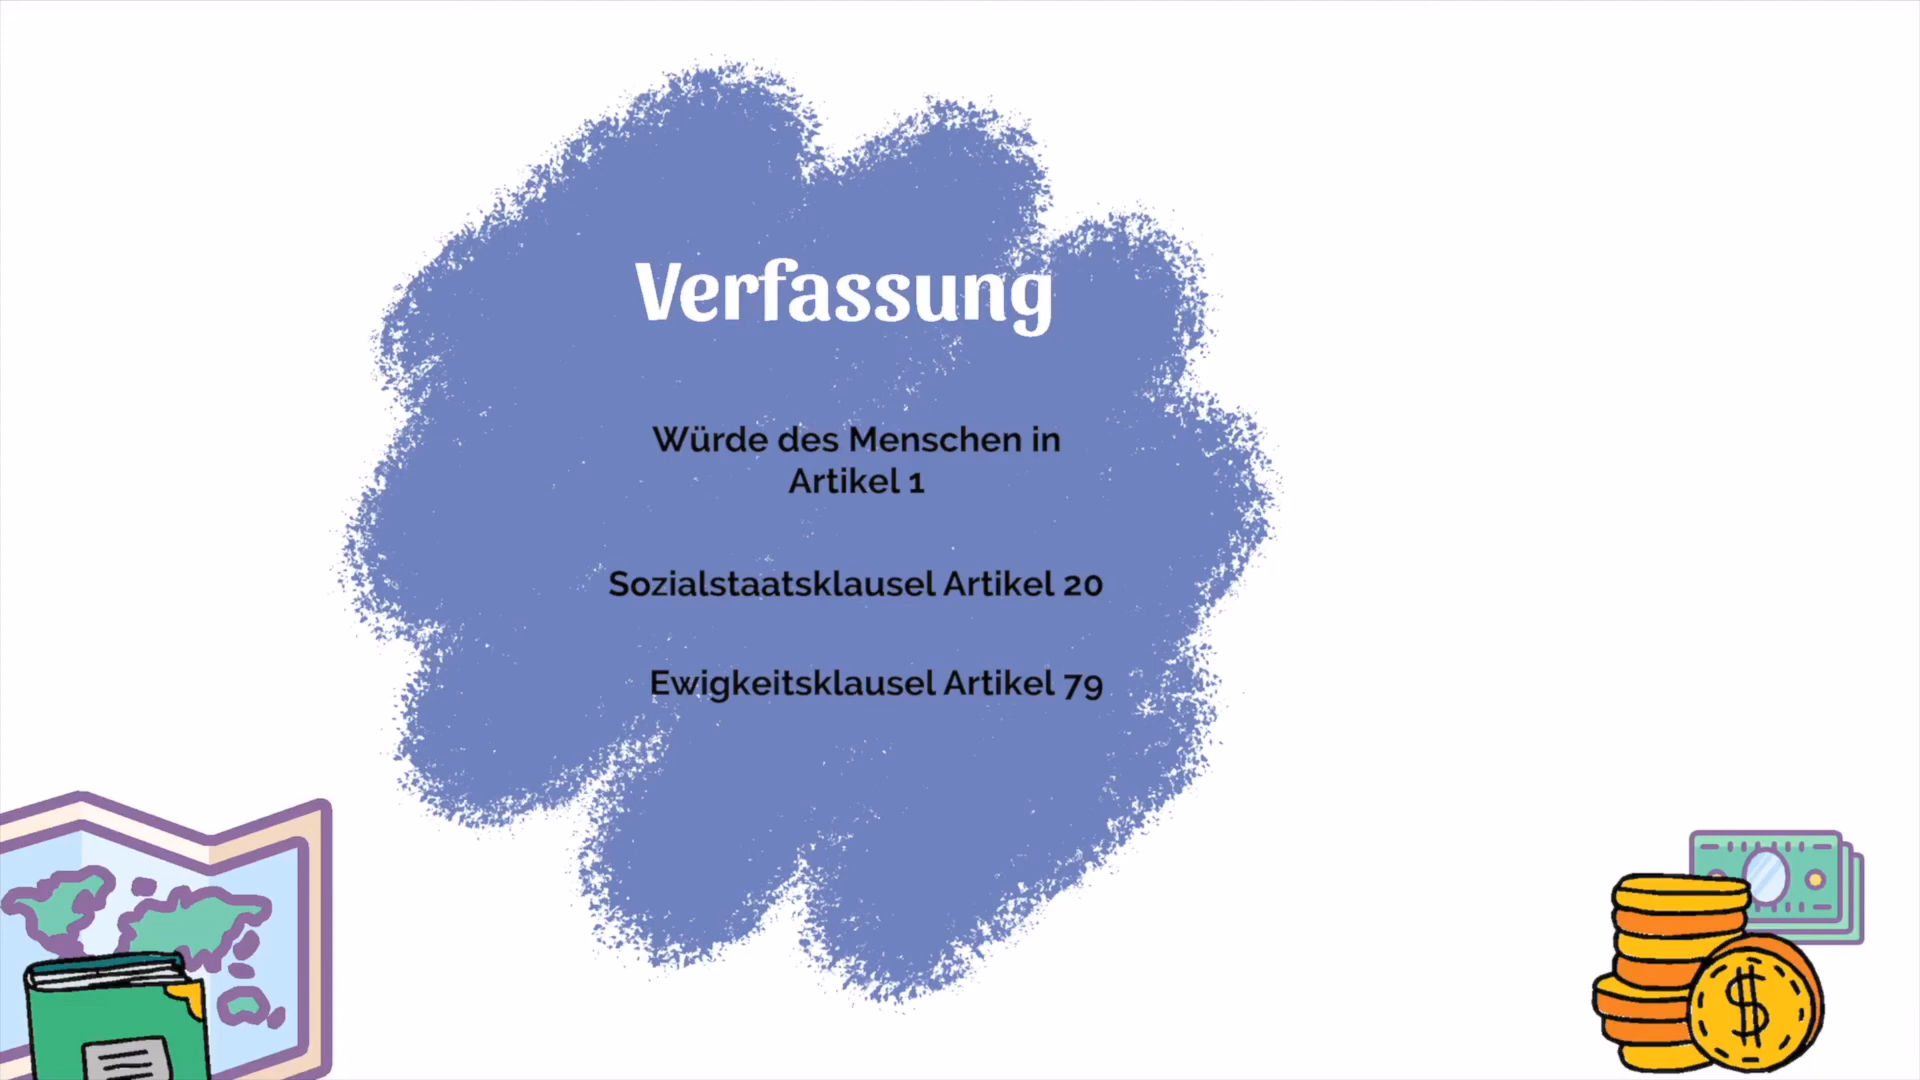 Verfassung
Würde des Menschen in
Artikel 1
Sozialstaatsklausel Artikel 20
Ewigkeitsklausel Artikel 79
$